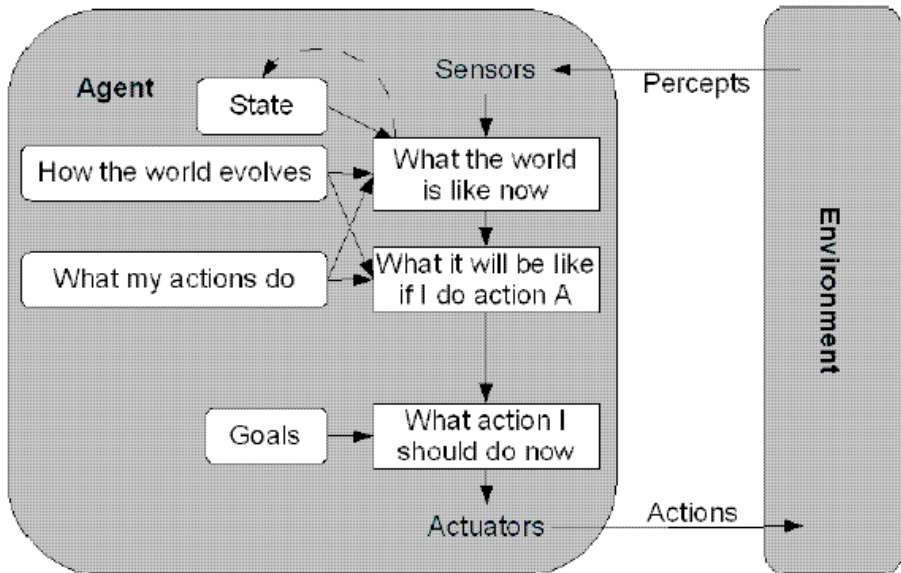 Agent
Sensors
Percepts
State
How the world evolves
What the world
is like now
What my actions do
What it will be like
if I do action A
Environment
Goals
What action I
should do now
Actuators
Actions